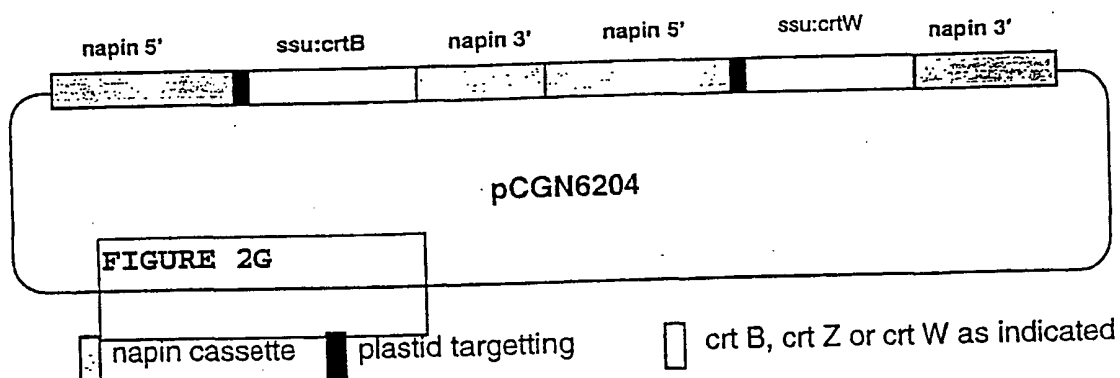 napin 5' ssu:crtB napin 3' napin 5' ssu:crtW napin 3'
pCGN6204
FIGURE 2G
napin cassette plastid targetting crt B, crt Z or crt W as indicated